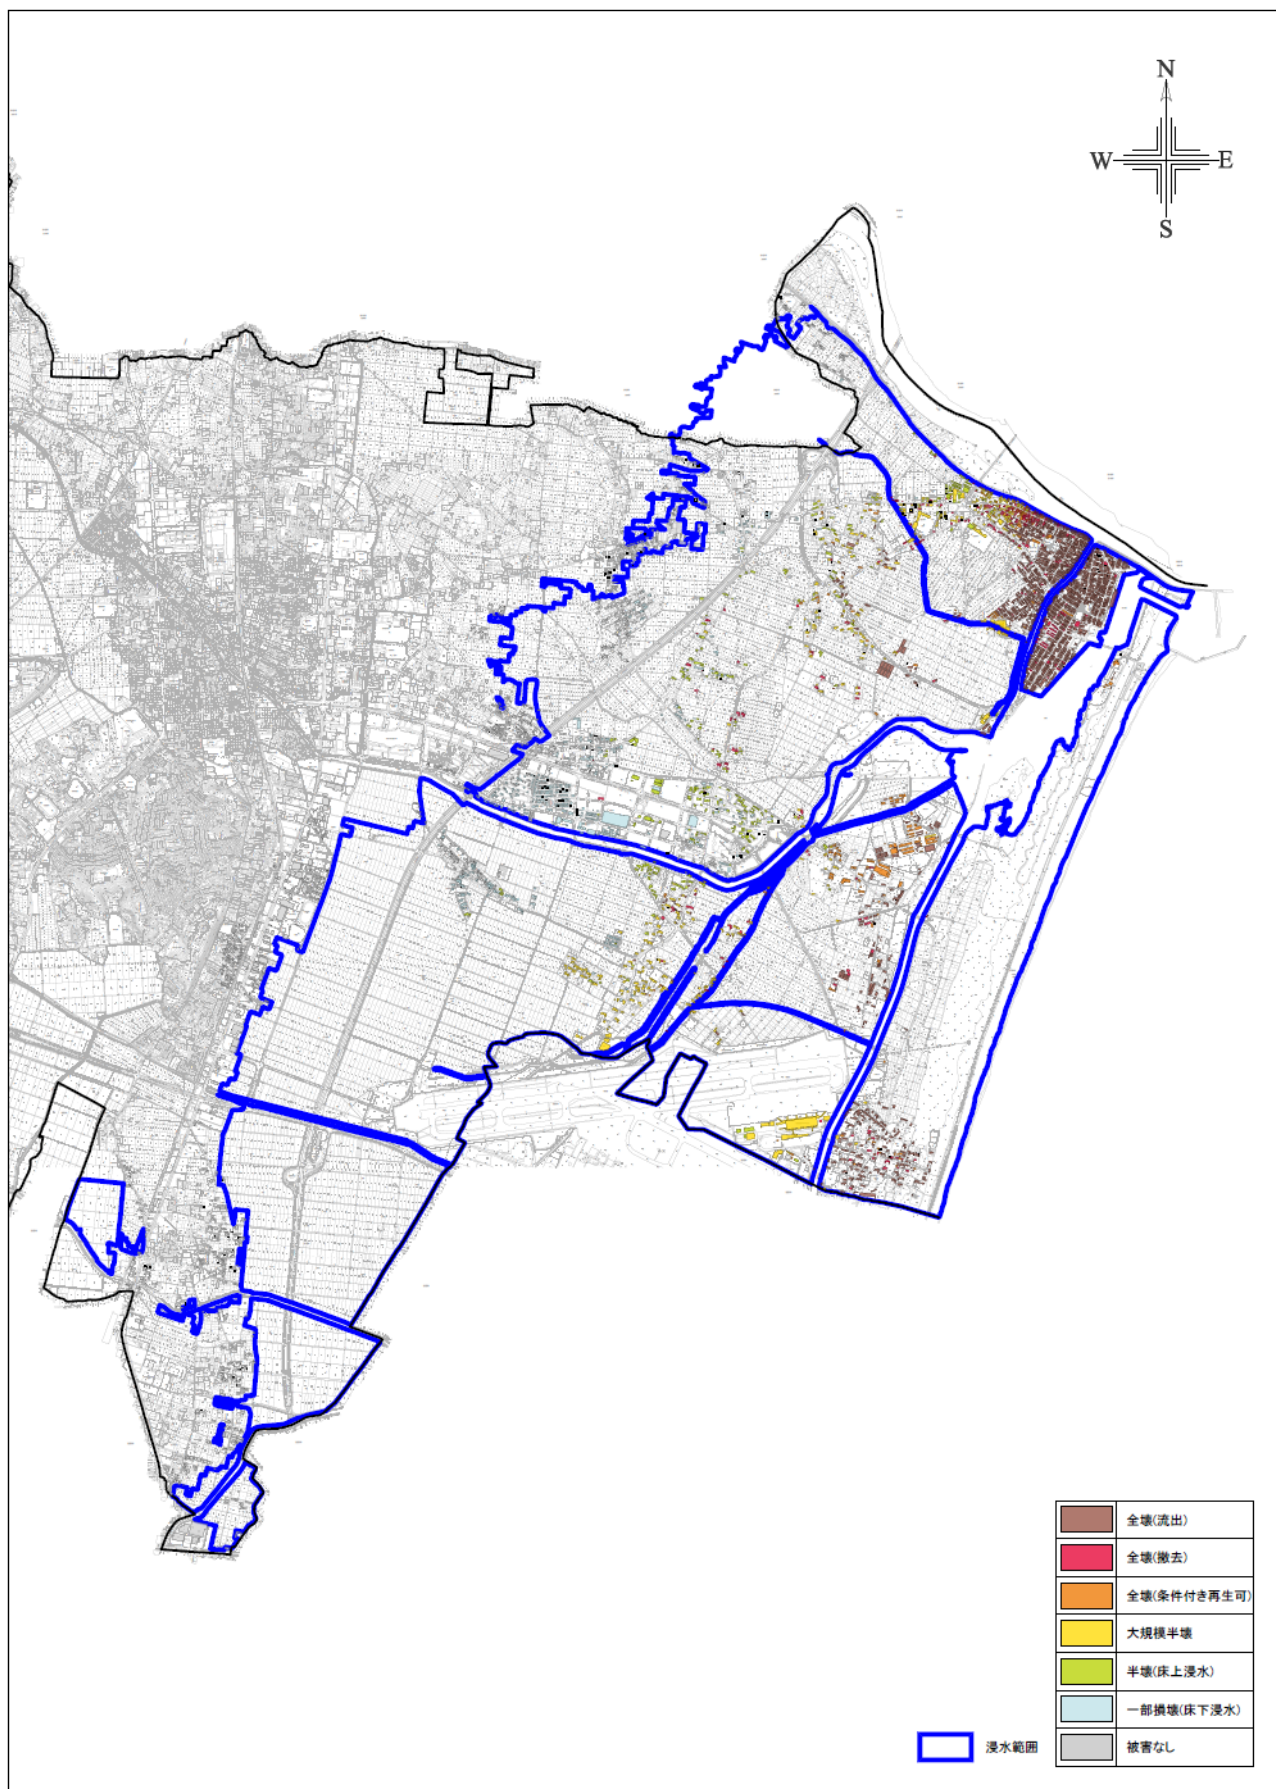 N
W E
S
全壊(流出)
全壊(撤去)
全壊(条件付き再生可)
大規模半壊
半壊(床上浸水)
一部損壊(床下浸水)
浸水範囲
被害なし